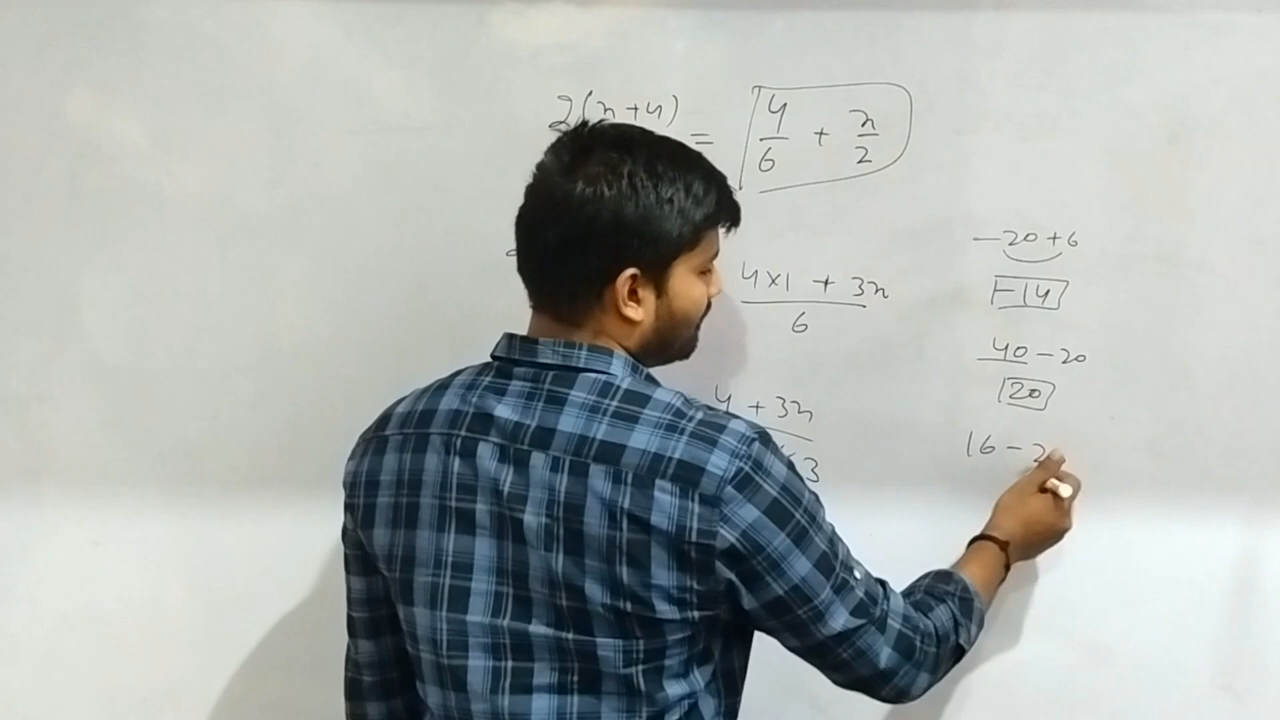 2(x+4) = 4/6 + x/2
4×1 + 3x
6
4 + 3x
3
-20+6
-14
40-20
20
16-2